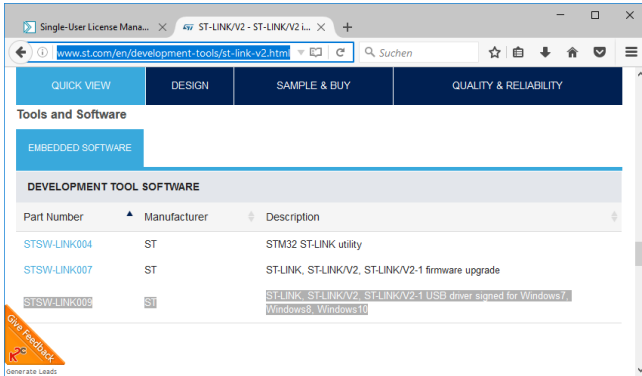 Single-User License Mana...
ST-LINK/V2 - ST-LINK/V2 i...
www.st.com/en/development-tools/st-link-v2.html
Suchen
QUICK VIEW DESIGN SAMPLE & BUY QUALITY & RELIABILITY
Tools and Software
EMBEDDED SOFTWARE
DEVELOPMENT TOOL SOFTWARE
Part Number Manufacturer Description
STSW-LINK004 ST STM32 ST-LINK utility
STSW-LINK007 ST ST-LINK, ST-LINK/V2, ST-LINK/V2-1 firmware upgrade
STSW-LINK009 ST ST-LINK, ST-LINK/V2, ST-LINK/V2-1 USB driver signed for Windows7,
Windows8, Windows10
Give Feedback
Generate Leads